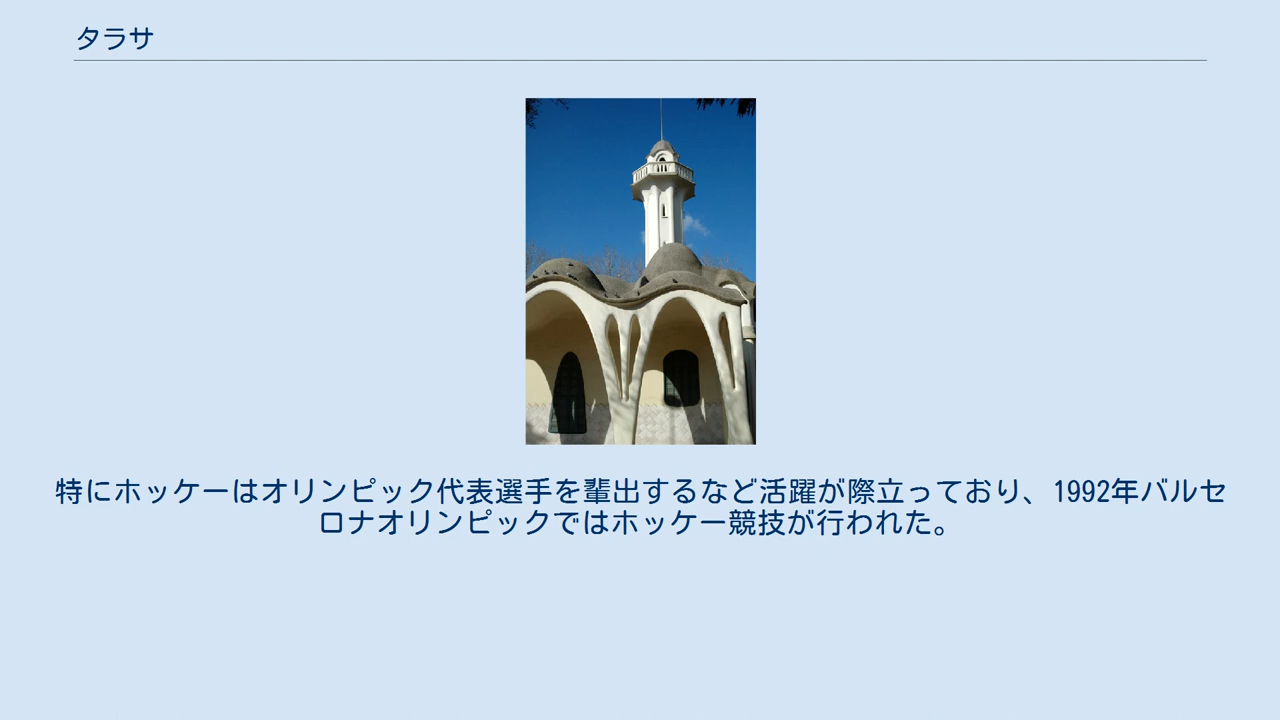 タラサ
特にホッケーはオリンピック代表選手を輩出するなど活躍が際立っており、1992年バルセ
ロナオリンピックではホッケー競技が行われた。